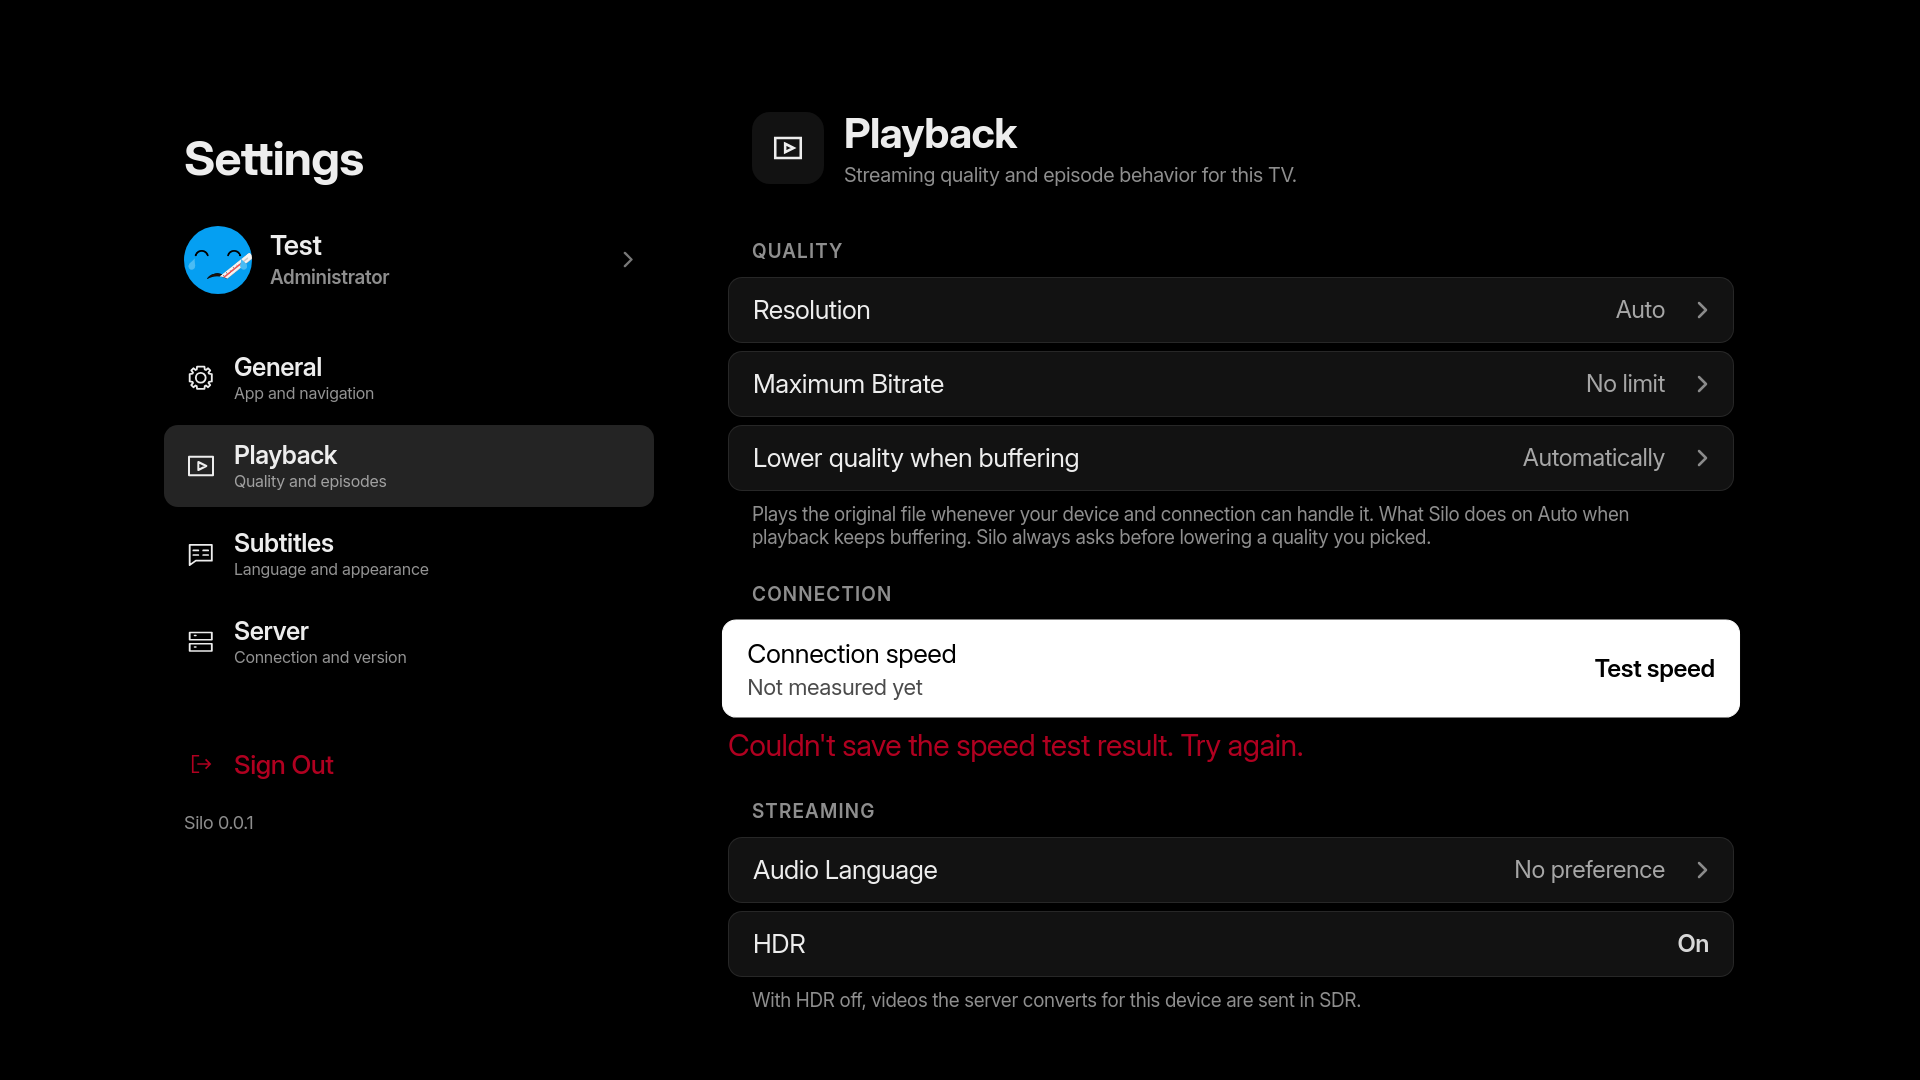 Settings
Test
Administrator
General
App and navigation
Playback
Quality and episodes
Subtitles
Language and appearance
Server
Connection and version
Sign Out
Silo 0.0.1
Playback
Streaming quality and episode behavior for this TV.
QUALITY
Resolution Auto
Maximum Bitrate No limit
Lower quality when buffering Automatically
Plays the original file whenever your device and connection can handle it. What Silo does on Auto when
playback keeps buffering. Silo always asks before lowering a quality you picked.
CONNECTION
Connection speed
Not measured yet
Test speed
Couldn't save the speed test result. Try again.
STREAMING
Audio Language No preference
HDR On
With HDR off, videos the server converts for this device are sent in SDR.